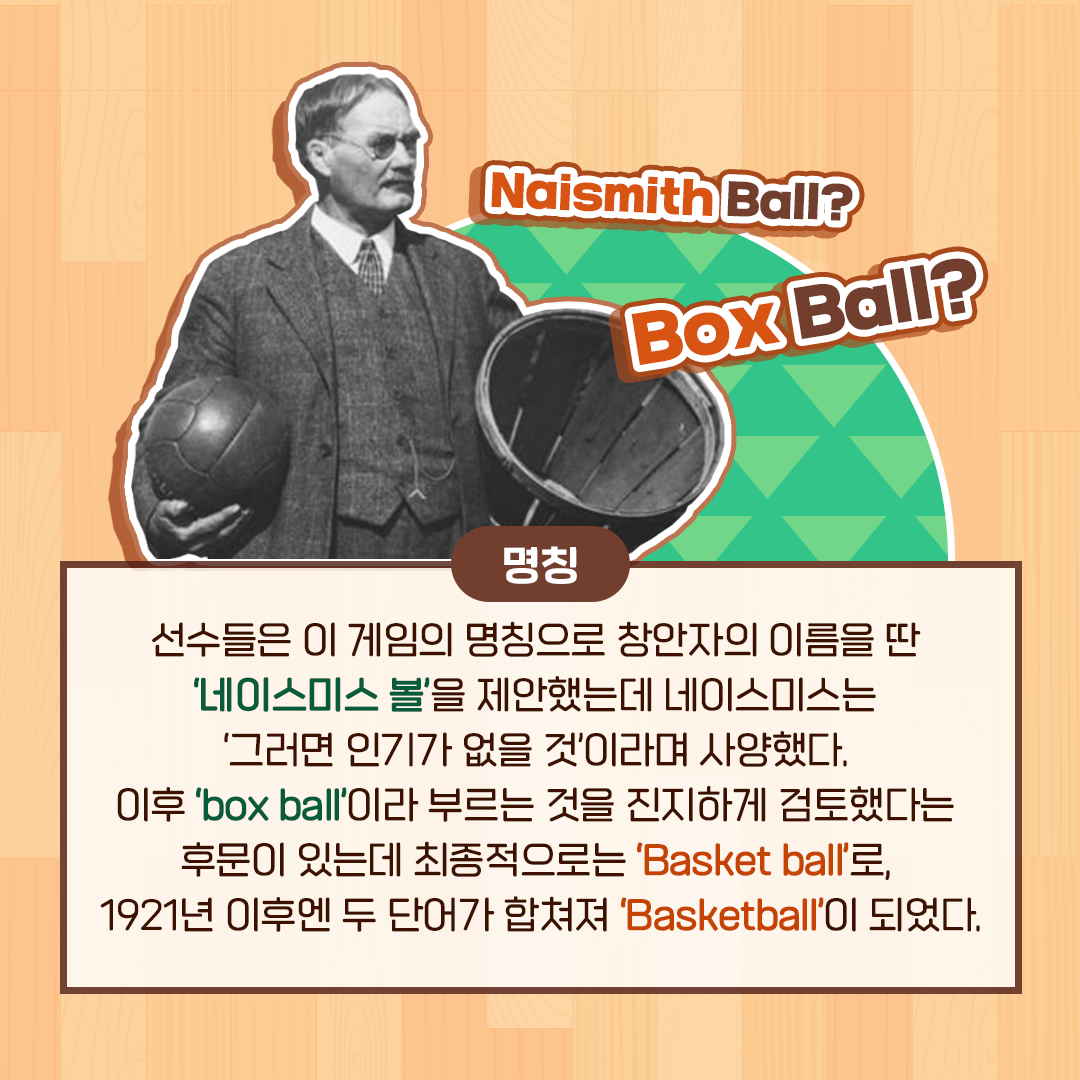 Naismith Ball?
Box Ball?
명칭
선수들은 이 게임의 명칭으로 창안자의 이름을 딴
‘네이스미스 볼’을 제안했는데 네이스미스는
‘그러면 인기가 없을 것’이라며 사양했다.
이후 ‘box ball’이라 부르는 것을 진지하게 검토했다는
후문이 있는데 최종적으로는 ‘Basket ball’로,
1921년 이후엔 두 단어가 합쳐져 ‘Basketball’이 되었다.